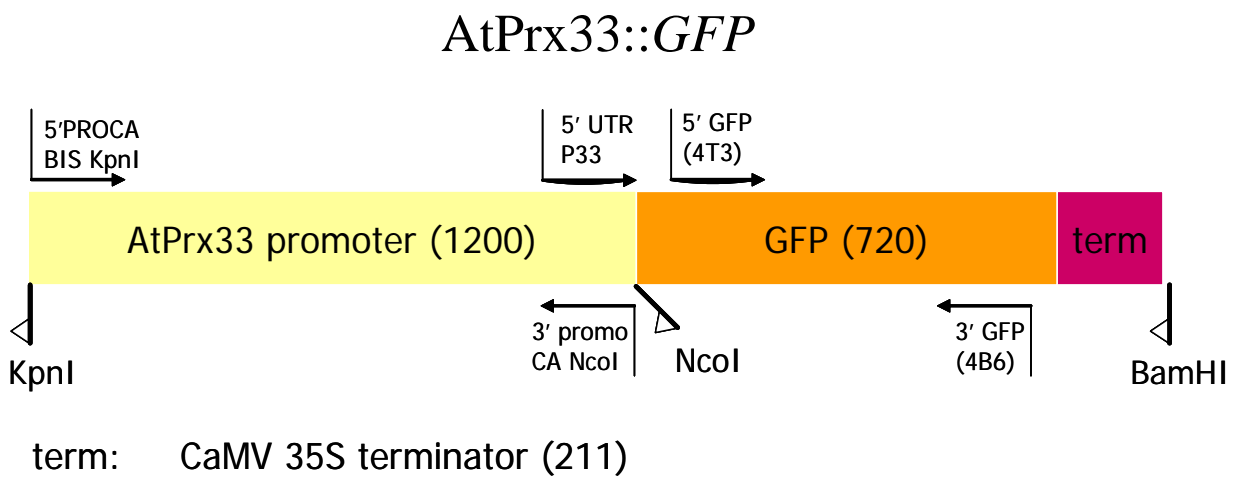 AtPrx33::GFP
5'PROCA
BIS KpnI
5' UTR
P33
5' GFP
(4T3)
AtPrx33 promoter (1200)
GFP (720)
term
3' promo
CA NcoI
NcoI
3' GFP
(4B6)
KpnI
BamHI
term: CaMV 35S terminator (211)